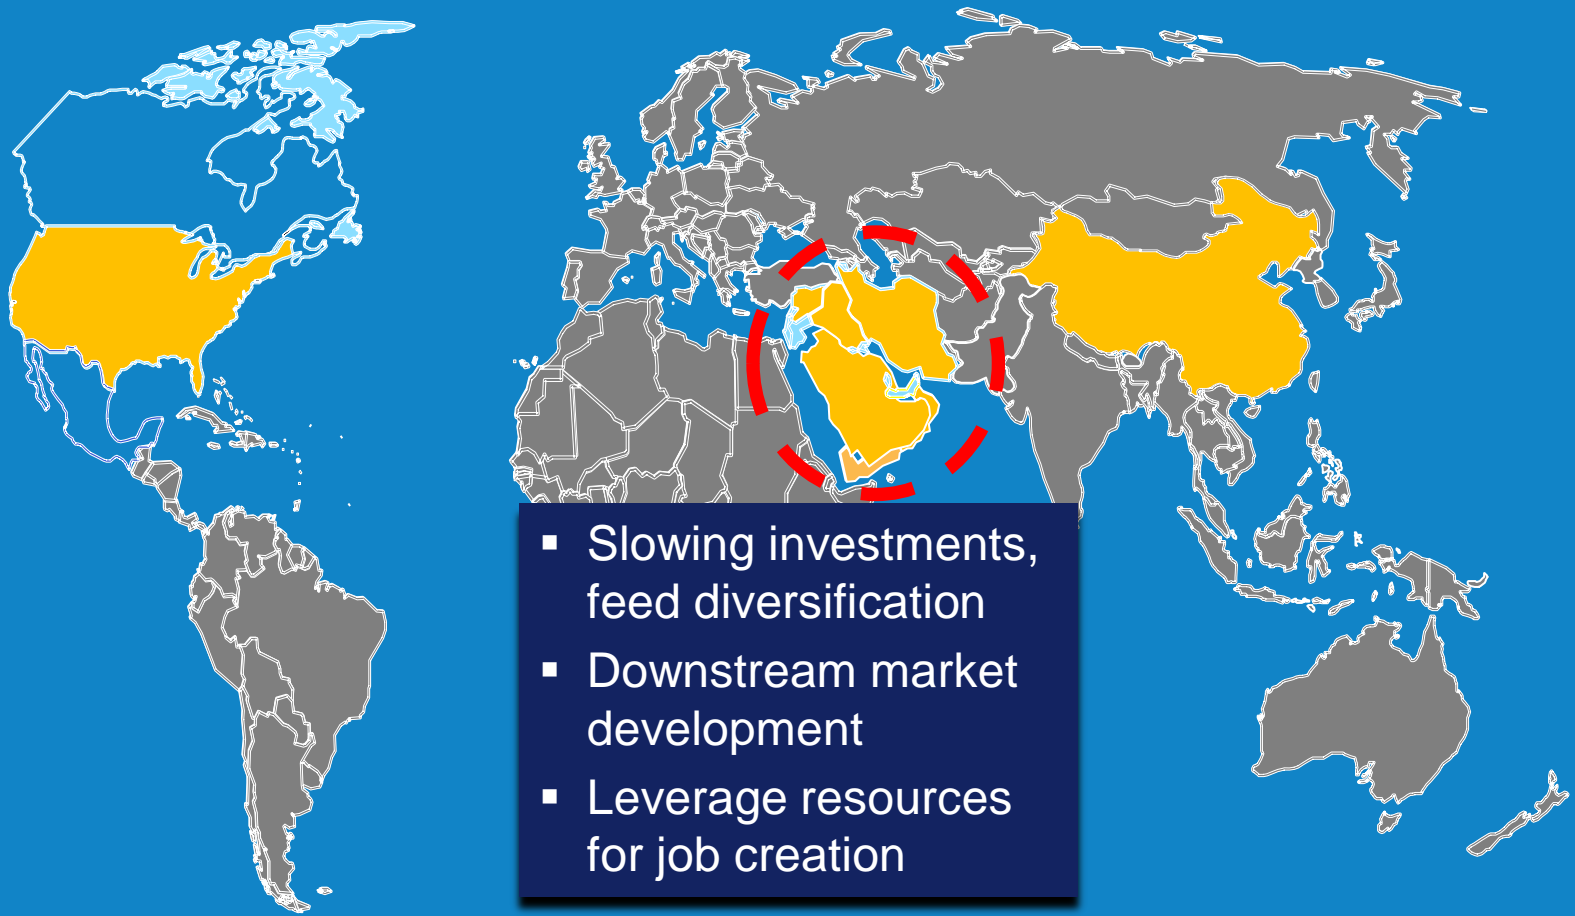 ▪ Slowing investments,
feed diversification
▪ Downstream market
development
▪ Leverage resources
for job creation